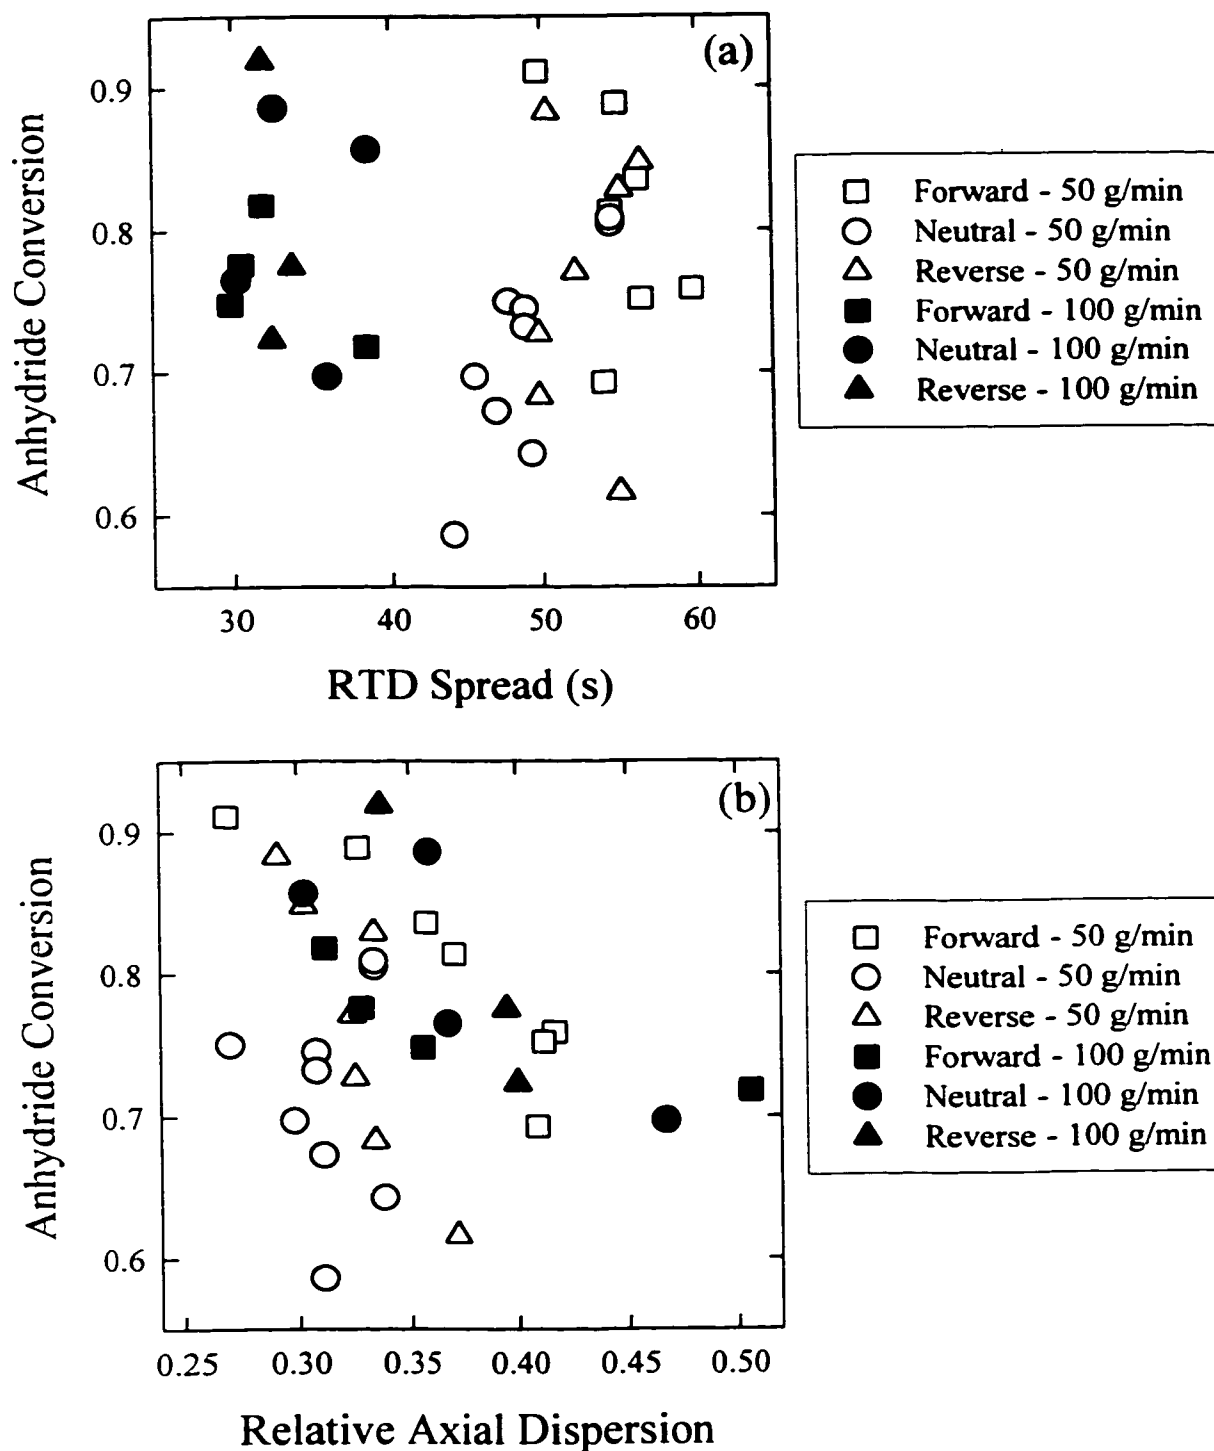 (a)
Anhydride Conversion
0.9
0.8
0.7
0.6
30 40 50 60
RTD Spread (s)
Forward - 50 g/min
Neutral - 50 g/min
Reverse - 50 g/min
Forward - 100 g/min
Neutral - 100 g/min
Reverse - 100 g/min
(b)
Anhydride Conversion
0.9
0.8
0.7
0.6
0.25 0.30 0.35 0.40 0.45 0.50
Relative Axial Dispersion
Forward - 50 g/min
Neutral - 50 g/min
Reverse - 50 g/min
Forward - 100 g/min
Neutral - 100 g/min
Reverse - 100 g/min